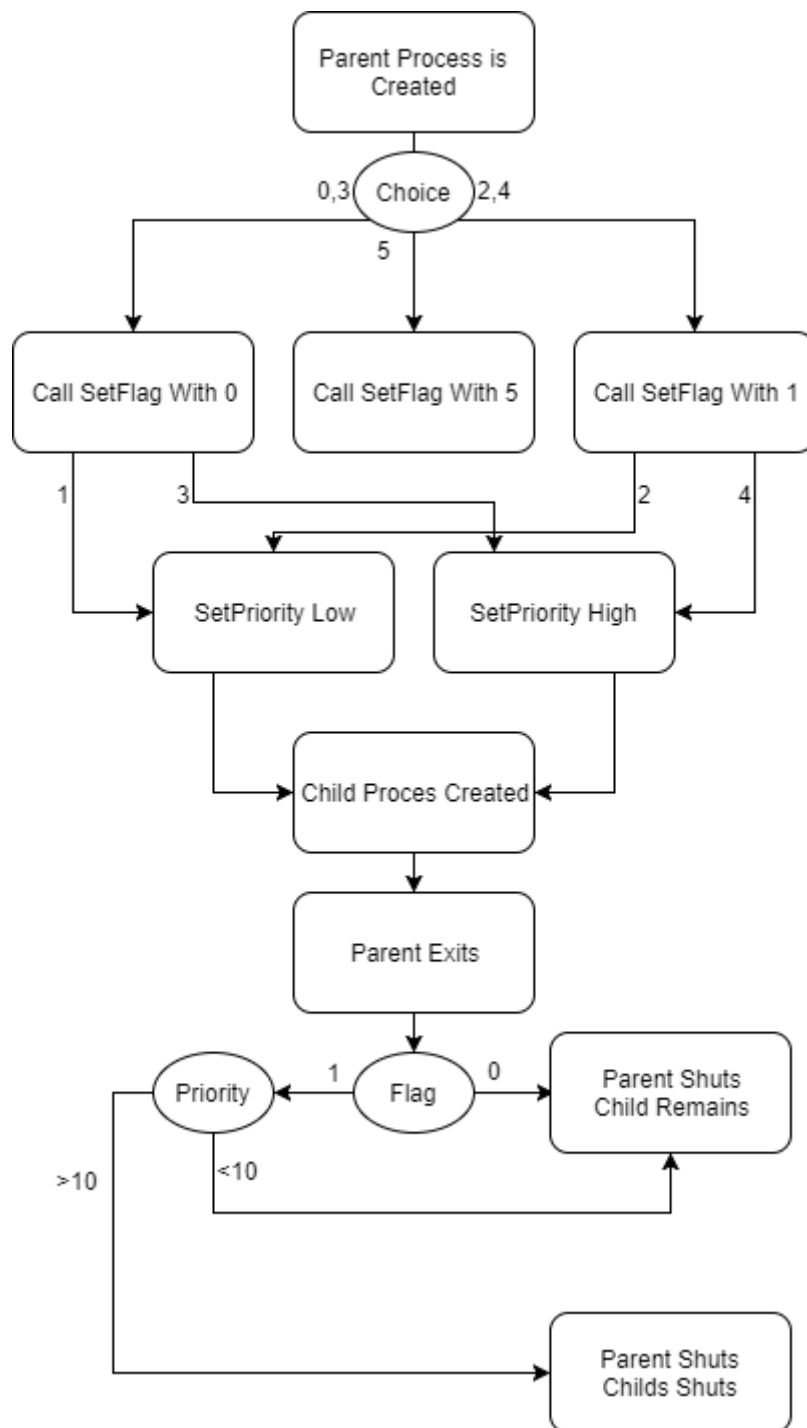 Parent Process is
Created
0,3
Choice
2,4
5
Call SetFlag With 0
Call SetFlag With 5
Call SetFlag With 1
1
3
2
4
SetPriority Low
SetPriority High
Child Proces Created
Parent Exits
Priority
1
Flag
0
Parent Shuts
Child Remains
>10
<10
Parent Shuts
Childs Shuts